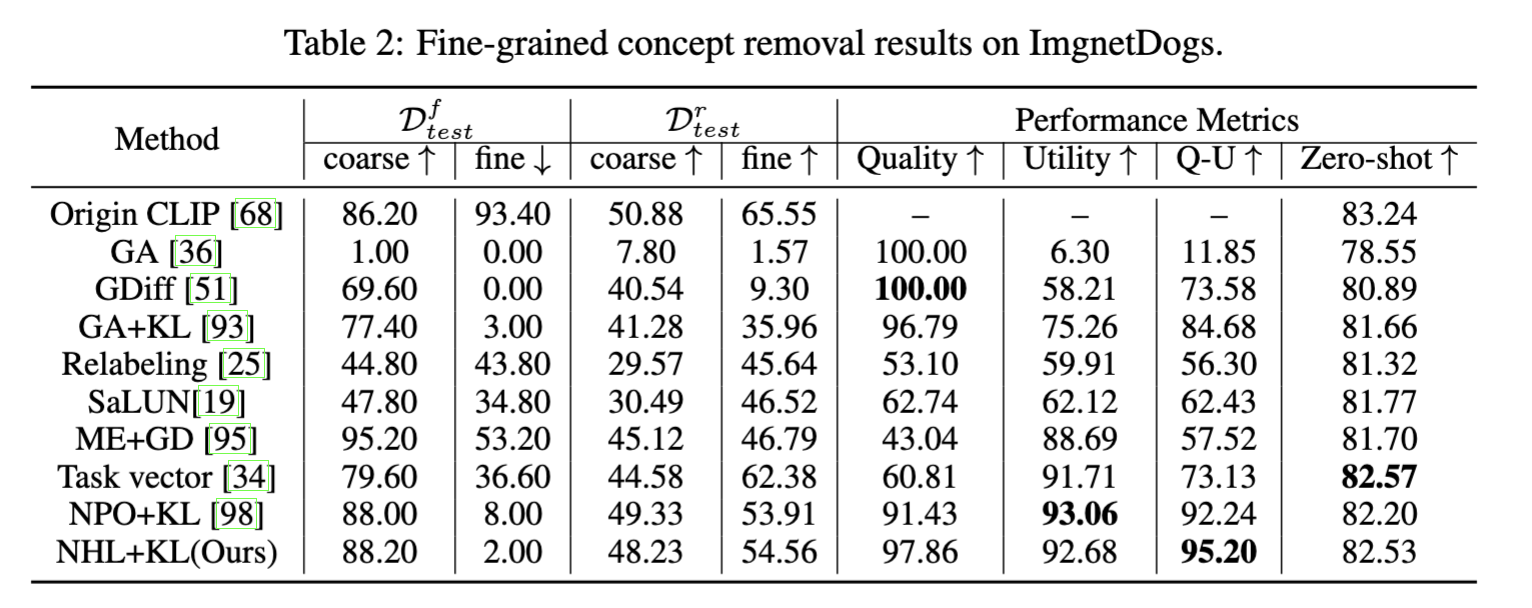 Table 2: Fine-grained concept removal results on ImgnetDogs.
Method 𝒟^f_test 𝒟^r_test Performance Metrics
coarse ↑ fine ↓ coarse ↑ fine ↑ Quality ↑ Utility ↑ Q-U ↑ Zero-shot ↑
Origin CLIP [68] 86.20 93.40 50.88 65.55 – – – 83.24
GA [36] 1.00 0.00 7.80 1.57 100.00 6.30 11.85 78.55
GDiff [51] 69.60 0.00 40.54 9.30 100.00 58.21 73.58 80.89
GA+KL [93] 77.40 3.00 41.28 35.96 96.79 75.26 84.68 81.66
Relabeling [25] 44.80 43.80 29.57 45.64 53.10 59.91 56.30 81.32
SaLUN[19] 47.80 34.80 30.49 46.52 62.74 62.12 62.43 81.77
ME+GD [95] 95.20 53.20 45.12 46.79 43.04 88.69 57.52 81.70
Task vector [34] 79.60 36.60 44.58 62.38 60.81 91.71 73.13 82.57
NPO+KL [98] 88.00 8.00 49.33 53.91 91.43 93.06 92.24 82.20
NHL+KL(Ours) 88.20 2.00 48.23 54.56 97.86 92.68 95.20 82.53